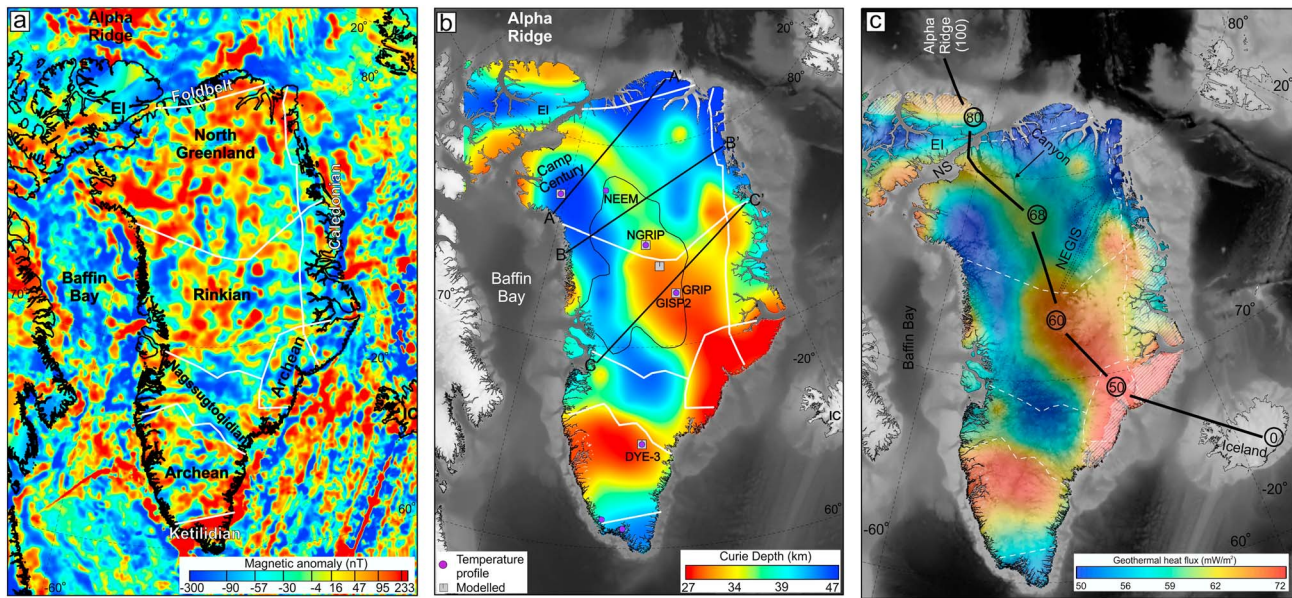 a
Alpha
Ridge
20°
80°
EI
Foldbelt
North
Greenland
Caledonian
Baffin
Bay
70°
Rinkian
20°
Archean
Nagssugtoqidian
IC
Archean
Ketilidian
-60°
Magnetic anomaly (nT)
-300 -90 -57 -30 -4 16 47 95 233
b
Alpha
Ridge
20°
80°
A'
EI
Camp
Century
NEEM
B'
A
C'
NGRIP
B
Baffin
Bay
70°
GRIP
GISP2
C
-20°
IC
DYE-3
60°
Temperature
profile
Modelled
Curie Depth (km)
27 34 39 47
c
Alpha
Ridge
(100)
80°
20°
80
EI
NS
Canyon
68
NEGIS
60
70°
Baffin Bay
50
0
Iceland
-20°
-60°
60°
Geothermal heat flux (mW/m²)
50 56 59 62 72